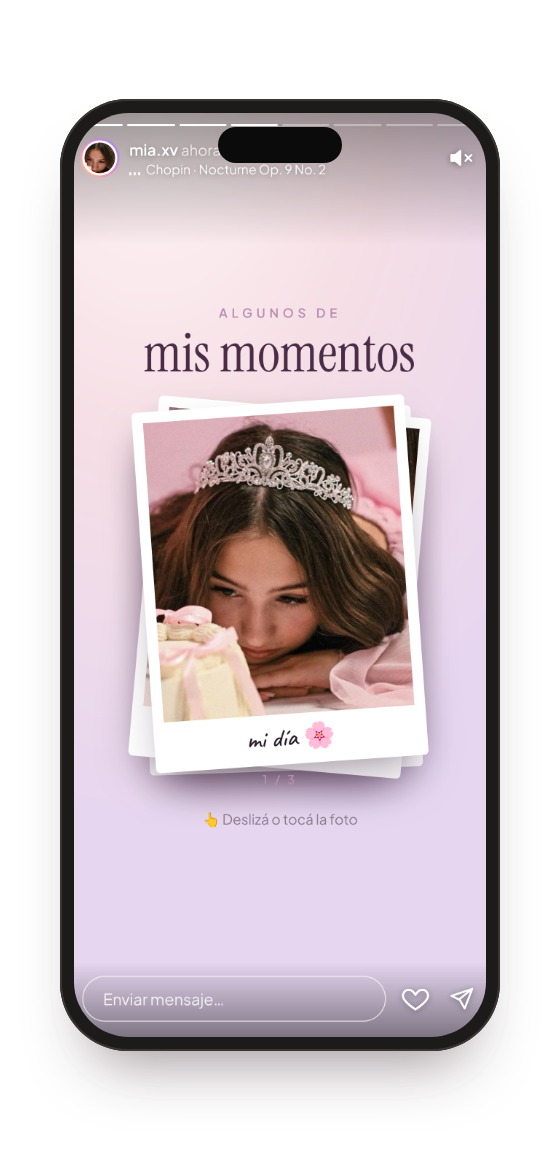 mia.xv ahora
Chopin · Nocturne Op. 9 No. 2
ALGUNOS DE
mis momentos
mi día 🌸
1 / 3
👆 Deslizá o tocá la foto
Enviar mensaje...